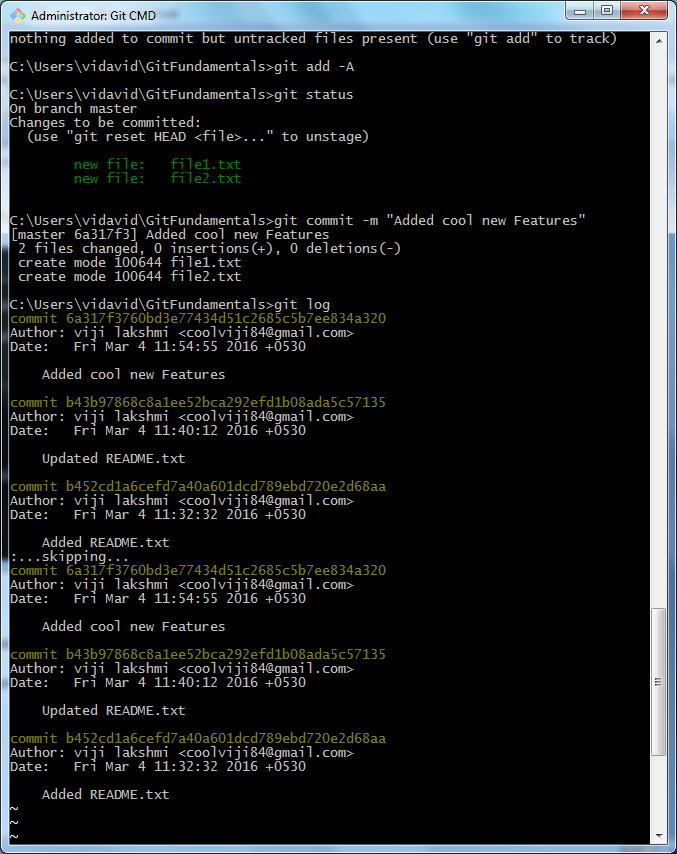 Administrator: Git CMD
nothing added to commit but untracked files present (use "git add" to track)
C:\Users\vidavid\GitFundamentals>git add -A
C:\Users\vidavid\GitFundamentals>git status
On branch master
Changes to be committed:
  (use "git reset HEAD <file>..." to unstage)
        new file:   file1.txt
        new file:   file2.txt
C:\Users\vidavid\GitFundamentals>git commit -m "Added cool new Features"
[master 6a317f3] Added cool new Features
 2 files changed, 0 insertions(+), 0 deletions(-)
 create mode 100644 file1.txt
 create mode 100644 file2.txt
C:\Users\vidavid\GitFundamentals>git log
commit 6a317f3760bd3e77434d51c2685c5b7ee834a320
Author: viji lakshmi <coolviji84@gmail.com>
Date:   Fri Mar 4 11:54:55 2016 +0530
    Added cool new Features
commit b43b97868c8a1ee52bca292efd1b08ada5c57135
Author: viji lakshmi <coolviji84@gmail.com>
Date:   Fri Mar 4 11:40:12 2016 +0530
    Updated README.txt
commit b452cd1a6cefd7a40a601dcd789ebd720e2d68aa
Author: viji lakshmi <coolviji84@gmail.com>
Date:   Fri Mar 4 11:32:32 2016 +0530
    Added README.txt
:...skipping...
commit 6a317f3760bd3e77434d51c2685c5b7ee834a320
Author: viji lakshmi <coolviji84@gmail.com>
Date:   Fri Mar 4 11:54:55 2016 +0530
    Added cool new Features
commit b43b97868c8a1ee52bca292efd1b08ada5c57135
Author: viji lakshmi <coolviji84@gmail.com>
Date:   Fri Mar 4 11:40:12 2016 +0530
    Updated README.txt
commit b452cd1a6cefd7a40a601dcd789ebd720e2d68aa
Author: viji lakshmi <coolviji84@gmail.com>
Date:   Fri Mar 4 11:32:32 2016 +0530
    Added README.txt
~
~
~